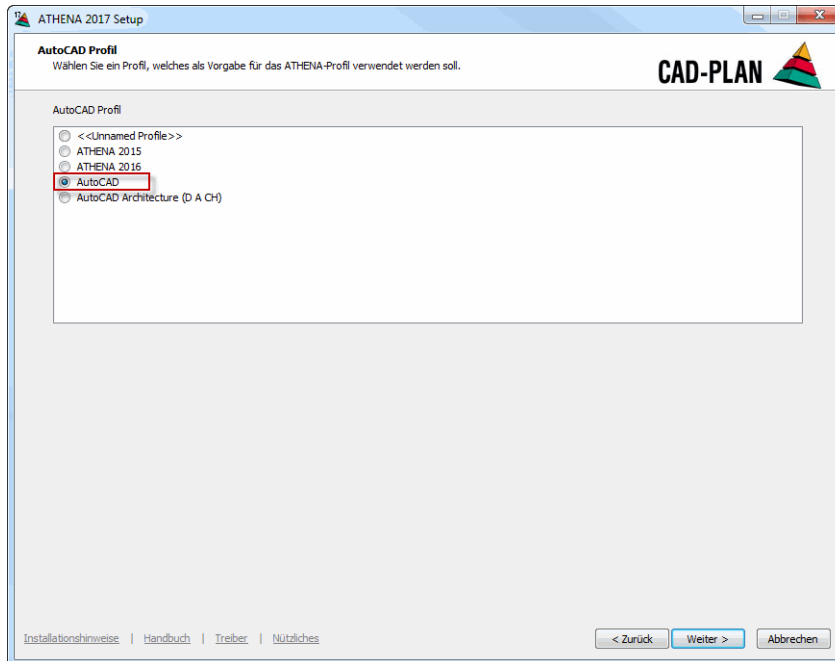 ATHENA 2017 Setup
AutoCAD Profil
Wählen Sie ein Profil, welches als Vorgabe für das ATHENA-Profil verwendet werden soll.
CAD-PLAN
AutoCAD Profil
<<Unnamed Profile>>
ATHENA 2015
ATHENA 2016
AutoCAD
AutoCAD Architecture (D A CH)
Installationshinweise | Handbuch | Treiber | Nützliches
< Zurück Weiter > Abbrechen